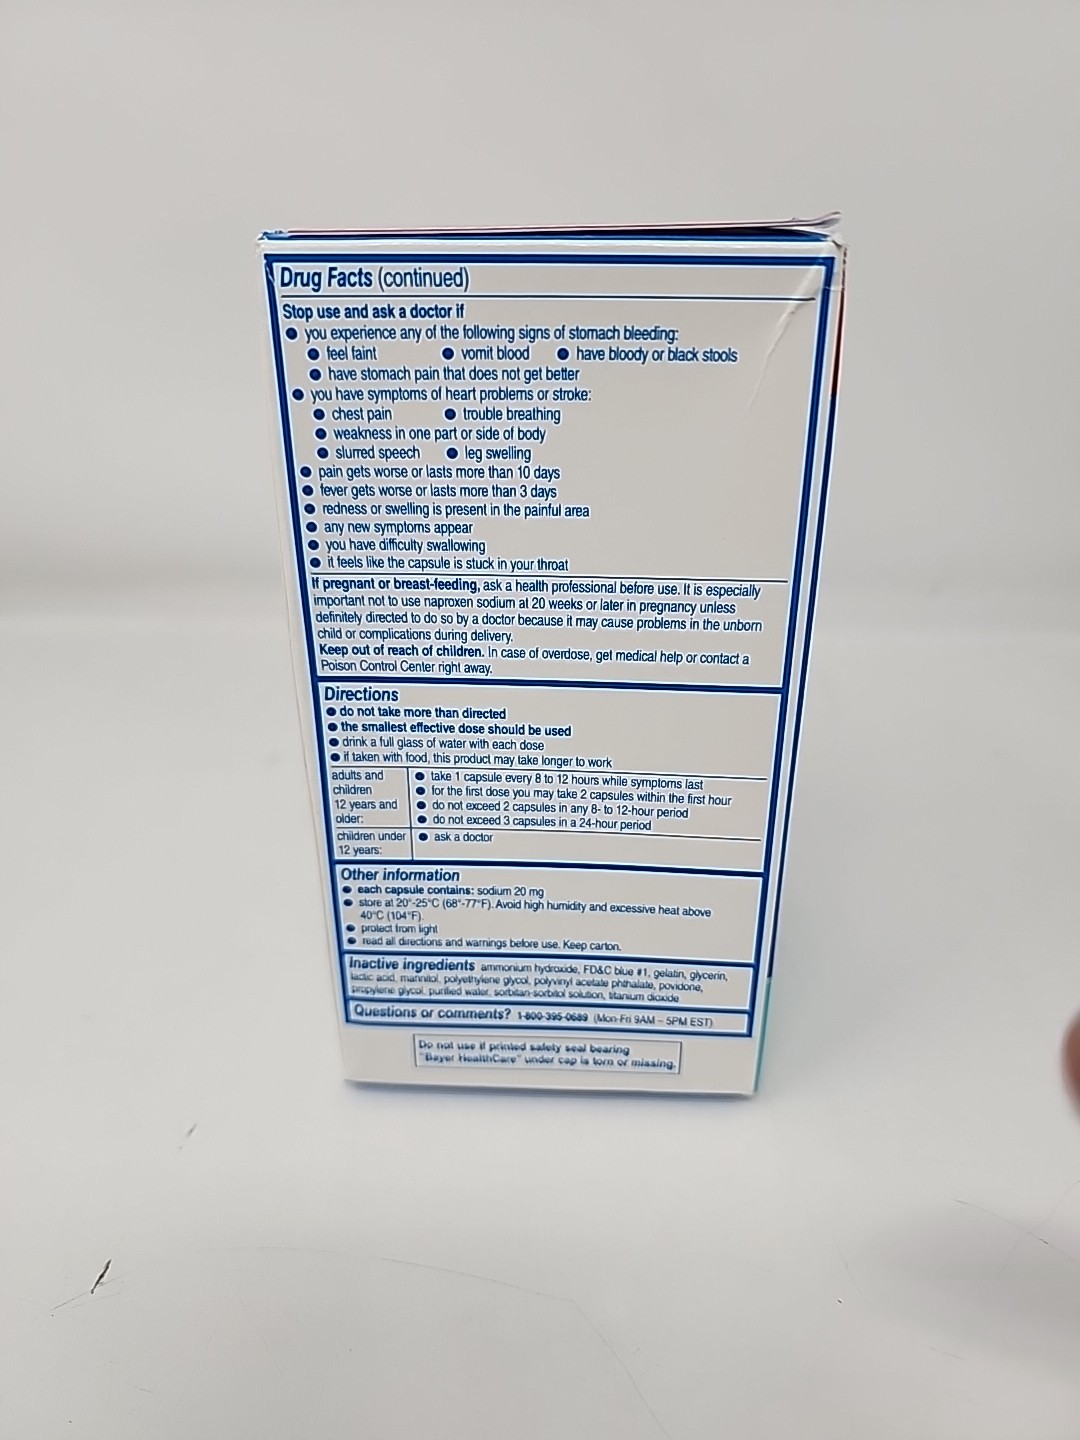 Drug Facts (continued)
Stop use and ask a doctor if
● you experience any of the following signs of stomach bleeding:
● feel faint ● vomit blood ● have bloody or black stools
● have stomach pain that does not get better
● you have symptoms of heart problems or stroke:
● chest pain ● trouble breathing
● weakness in one part or side of body
● slurred speech ● leg swelling
● pain gets worse or lasts more than 10 days
● fever gets worse or lasts more than 3 days
● redness or swelling is present in the painful area
● any new symptoms appear
● you have difficulty swallowing
● it feels like the capsule is stuck in your throat
If pregnant or breast-feeding, ask a health professional before use. It is especially
important not to use naproxen sodium at 20 weeks or later in pregnancy unless
definitely directed to do so by a doctor because it may cause problems in the unborn
child or complications during delivery.
Keep out of reach of children. In case of overdose, get medical help or contact a
Poison Control Center right away.
Directions
● do not take more than directed
● the smallest effective dose should be used
● drink a full glass of water with each dose
● if taken with food, this product may take longer to work
adults and
children
12 years and
older:
● take 1 capsule every 8 to 12 hours while symptoms last
● for the first dose you may take 2 capsules within the first hour
● do not exceed 2 capsules in any 8- to 12-hour period
● do not exceed 3 capsules in a 24-hour period
children under
12 years:
● ask a doctor
Other information
● each capsule contains: sodium 20 mg
● store at 20°-25°C (68°-77°F). Avoid high humidity and excessive heat above
40°C (104°F).
● protect from light
● read all directions and warnings before use. Keep carton.
Inactive ingredients ammonium hydroxide, FD&C blue #1, gelatin, glycerin,
lactic acid, mannitol, polyethylene glycol, polyvinyl acetate phthalate, povidone,
propylene glycol, purified water, sorbitan-sorbitol solution, titanium dioxide
Questions or comments? 1-800-395-0689 (Mon-Fri 9AM – 5PM EST)
Do not use if printed safety seal bearing
"Bayer HealthCare" under cap is torn or missing.